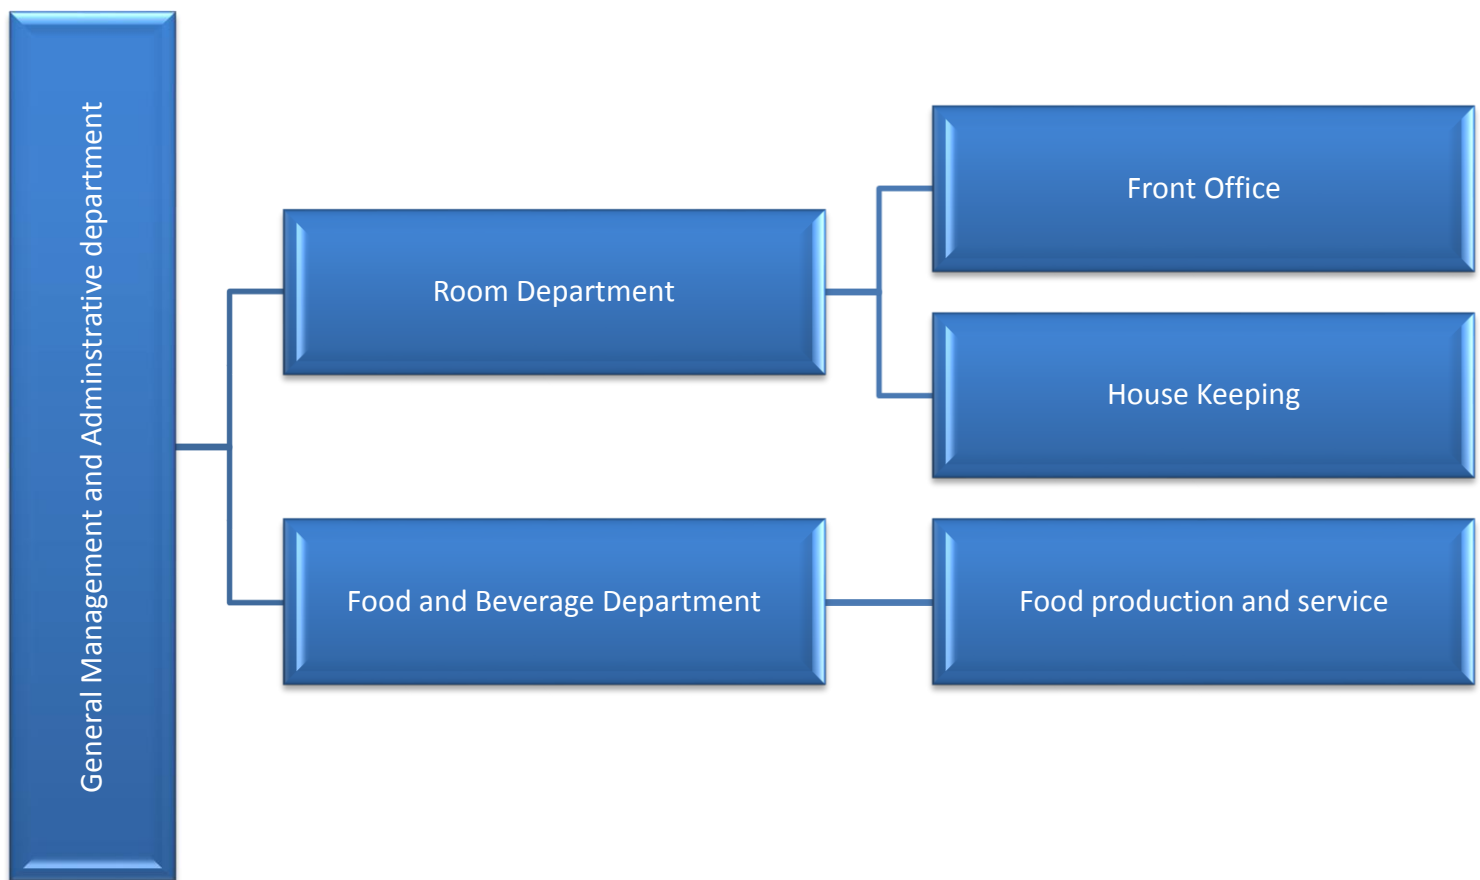 General Management and Adminstrative department
Room Department
Front Office
House Keeping
Food and Beverage Department
Food production and service